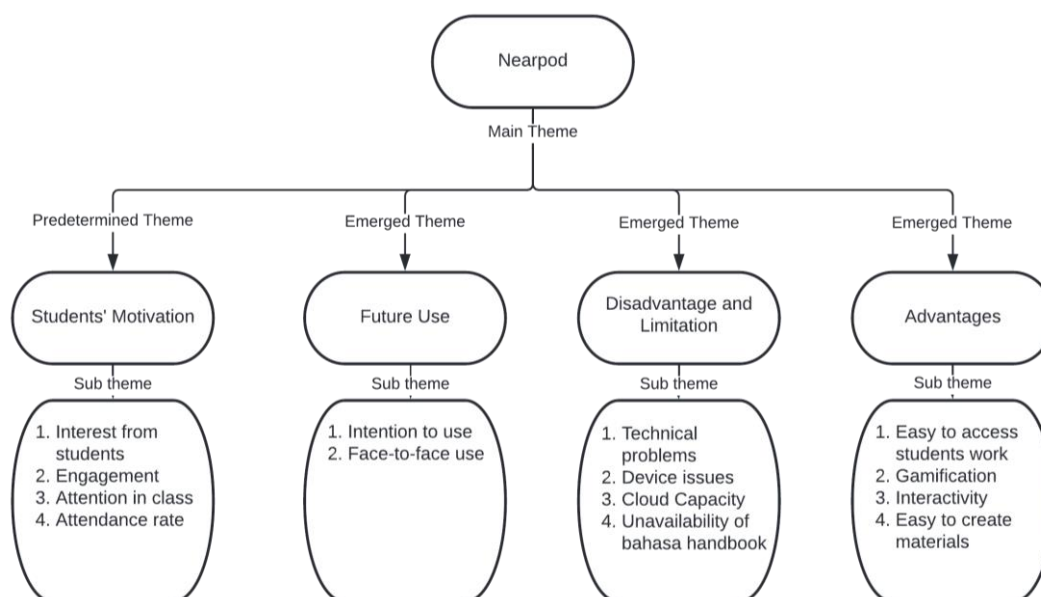 Nearpod
Main Theme
Predetermined Theme
Emerged Theme
Emerged Theme
Emerged Theme
Students' Motivation
Future Use
Disadvantage and
Limitation
Advantages
Sub theme
Sub theme
Sub theme
Sub theme
1. Interest from
students
2. Engagement
3. Attention in class
4. Attendance rate
1. Intention to use
2. Face-to-face use
1. Technical
problems
2. Device issues
3. Cloud Capacity
4. Unavailability of
bahasa handbook
1. Easy to access
students work
2. Gamification
3. Interactivity
4. Easy to create
materials